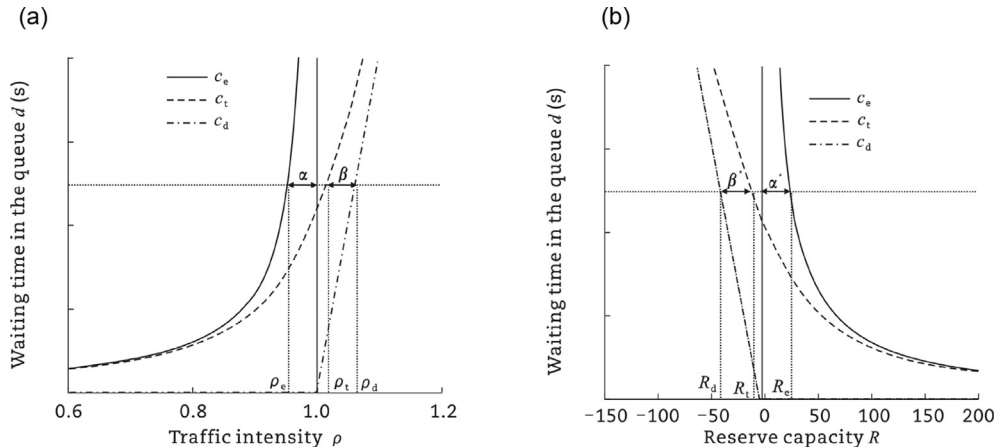 (a)
Waiting time in the queue d (s)
c_e
c_t
c_d
α
β
ρ_e
ρ_t
ρ_d
0.6
0.8
1.0
1.2
Traffic intensity ρ
(b)
Waiting time in the queue d (s)
c_e
c_t
c_d
β*
α*
R_d
R_t
R_e
−150
−100
−50
0
50
100
150
200
Reserve capacity R